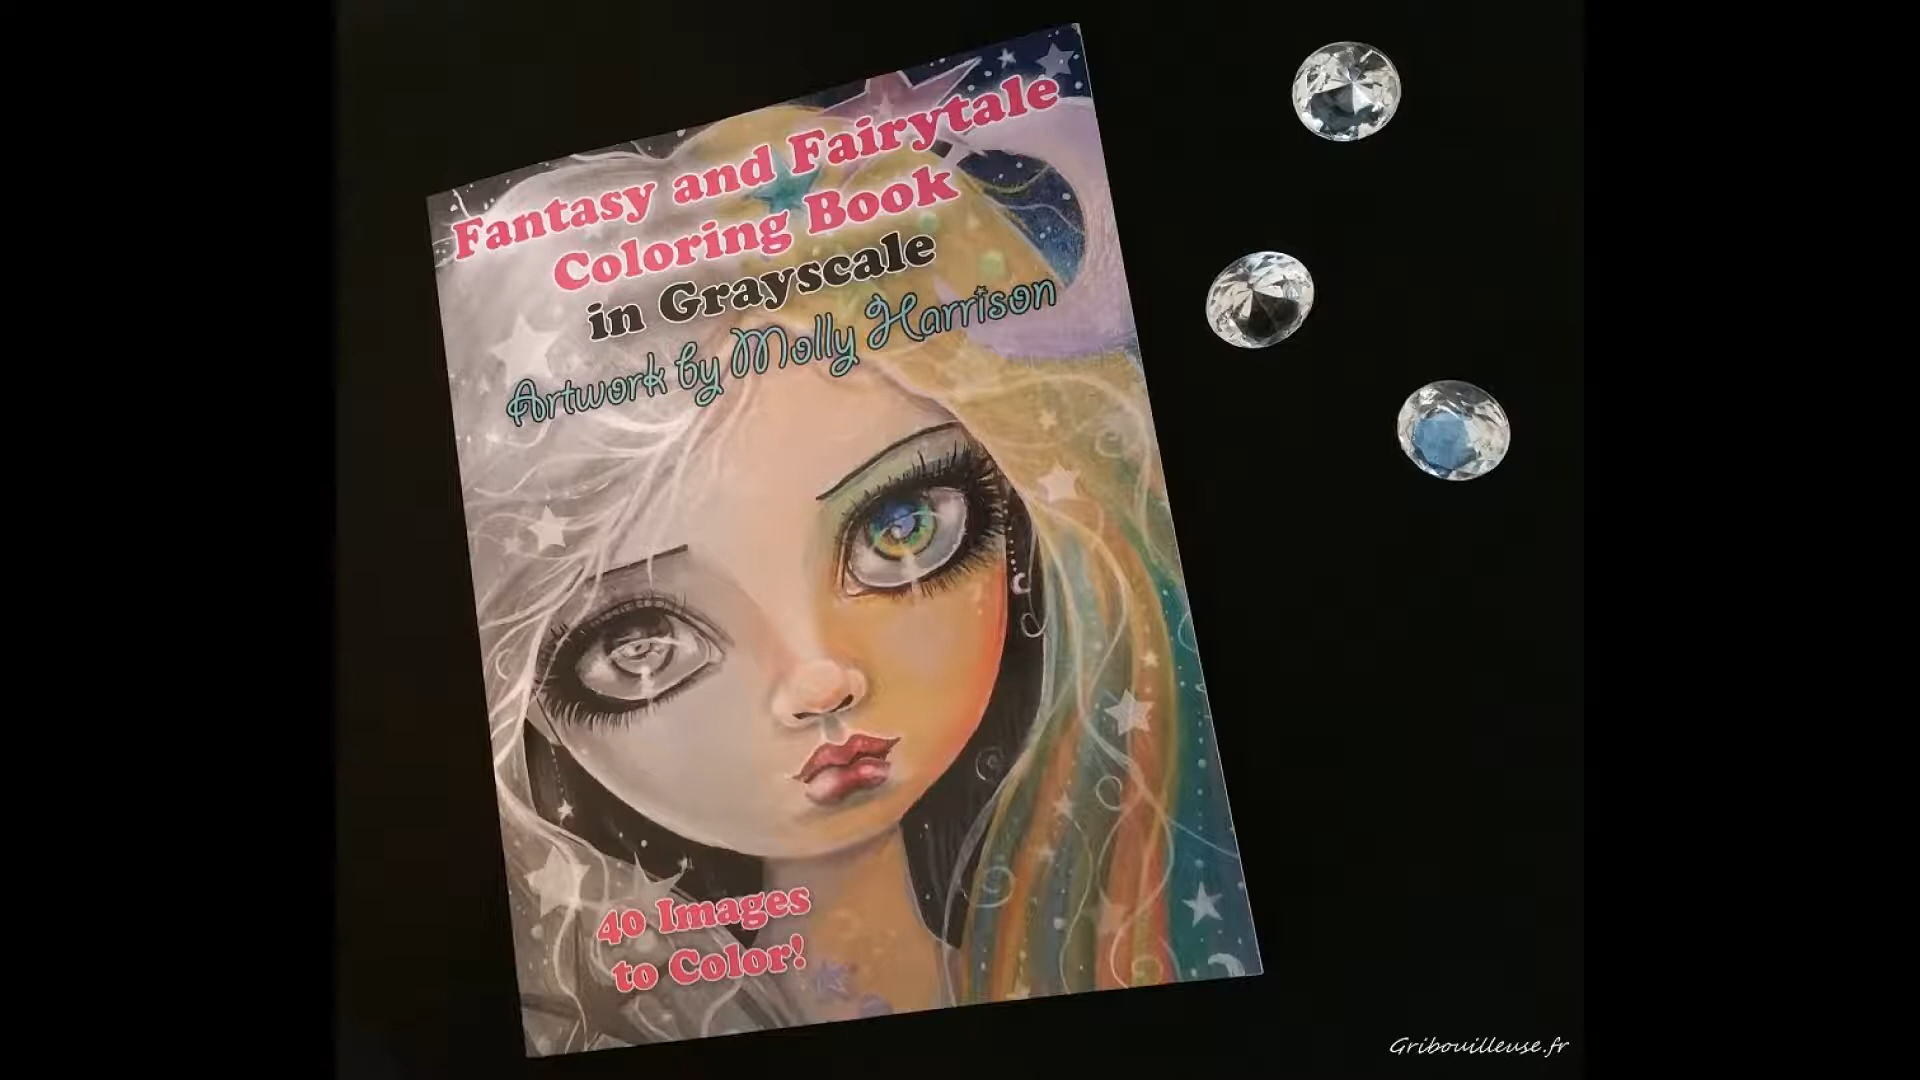 Fantasy and Fairytale
Coloring Book
in Grayscale
Artwork by Molly Harrison
40 Images
to Color!
Gribouilleuse.fr